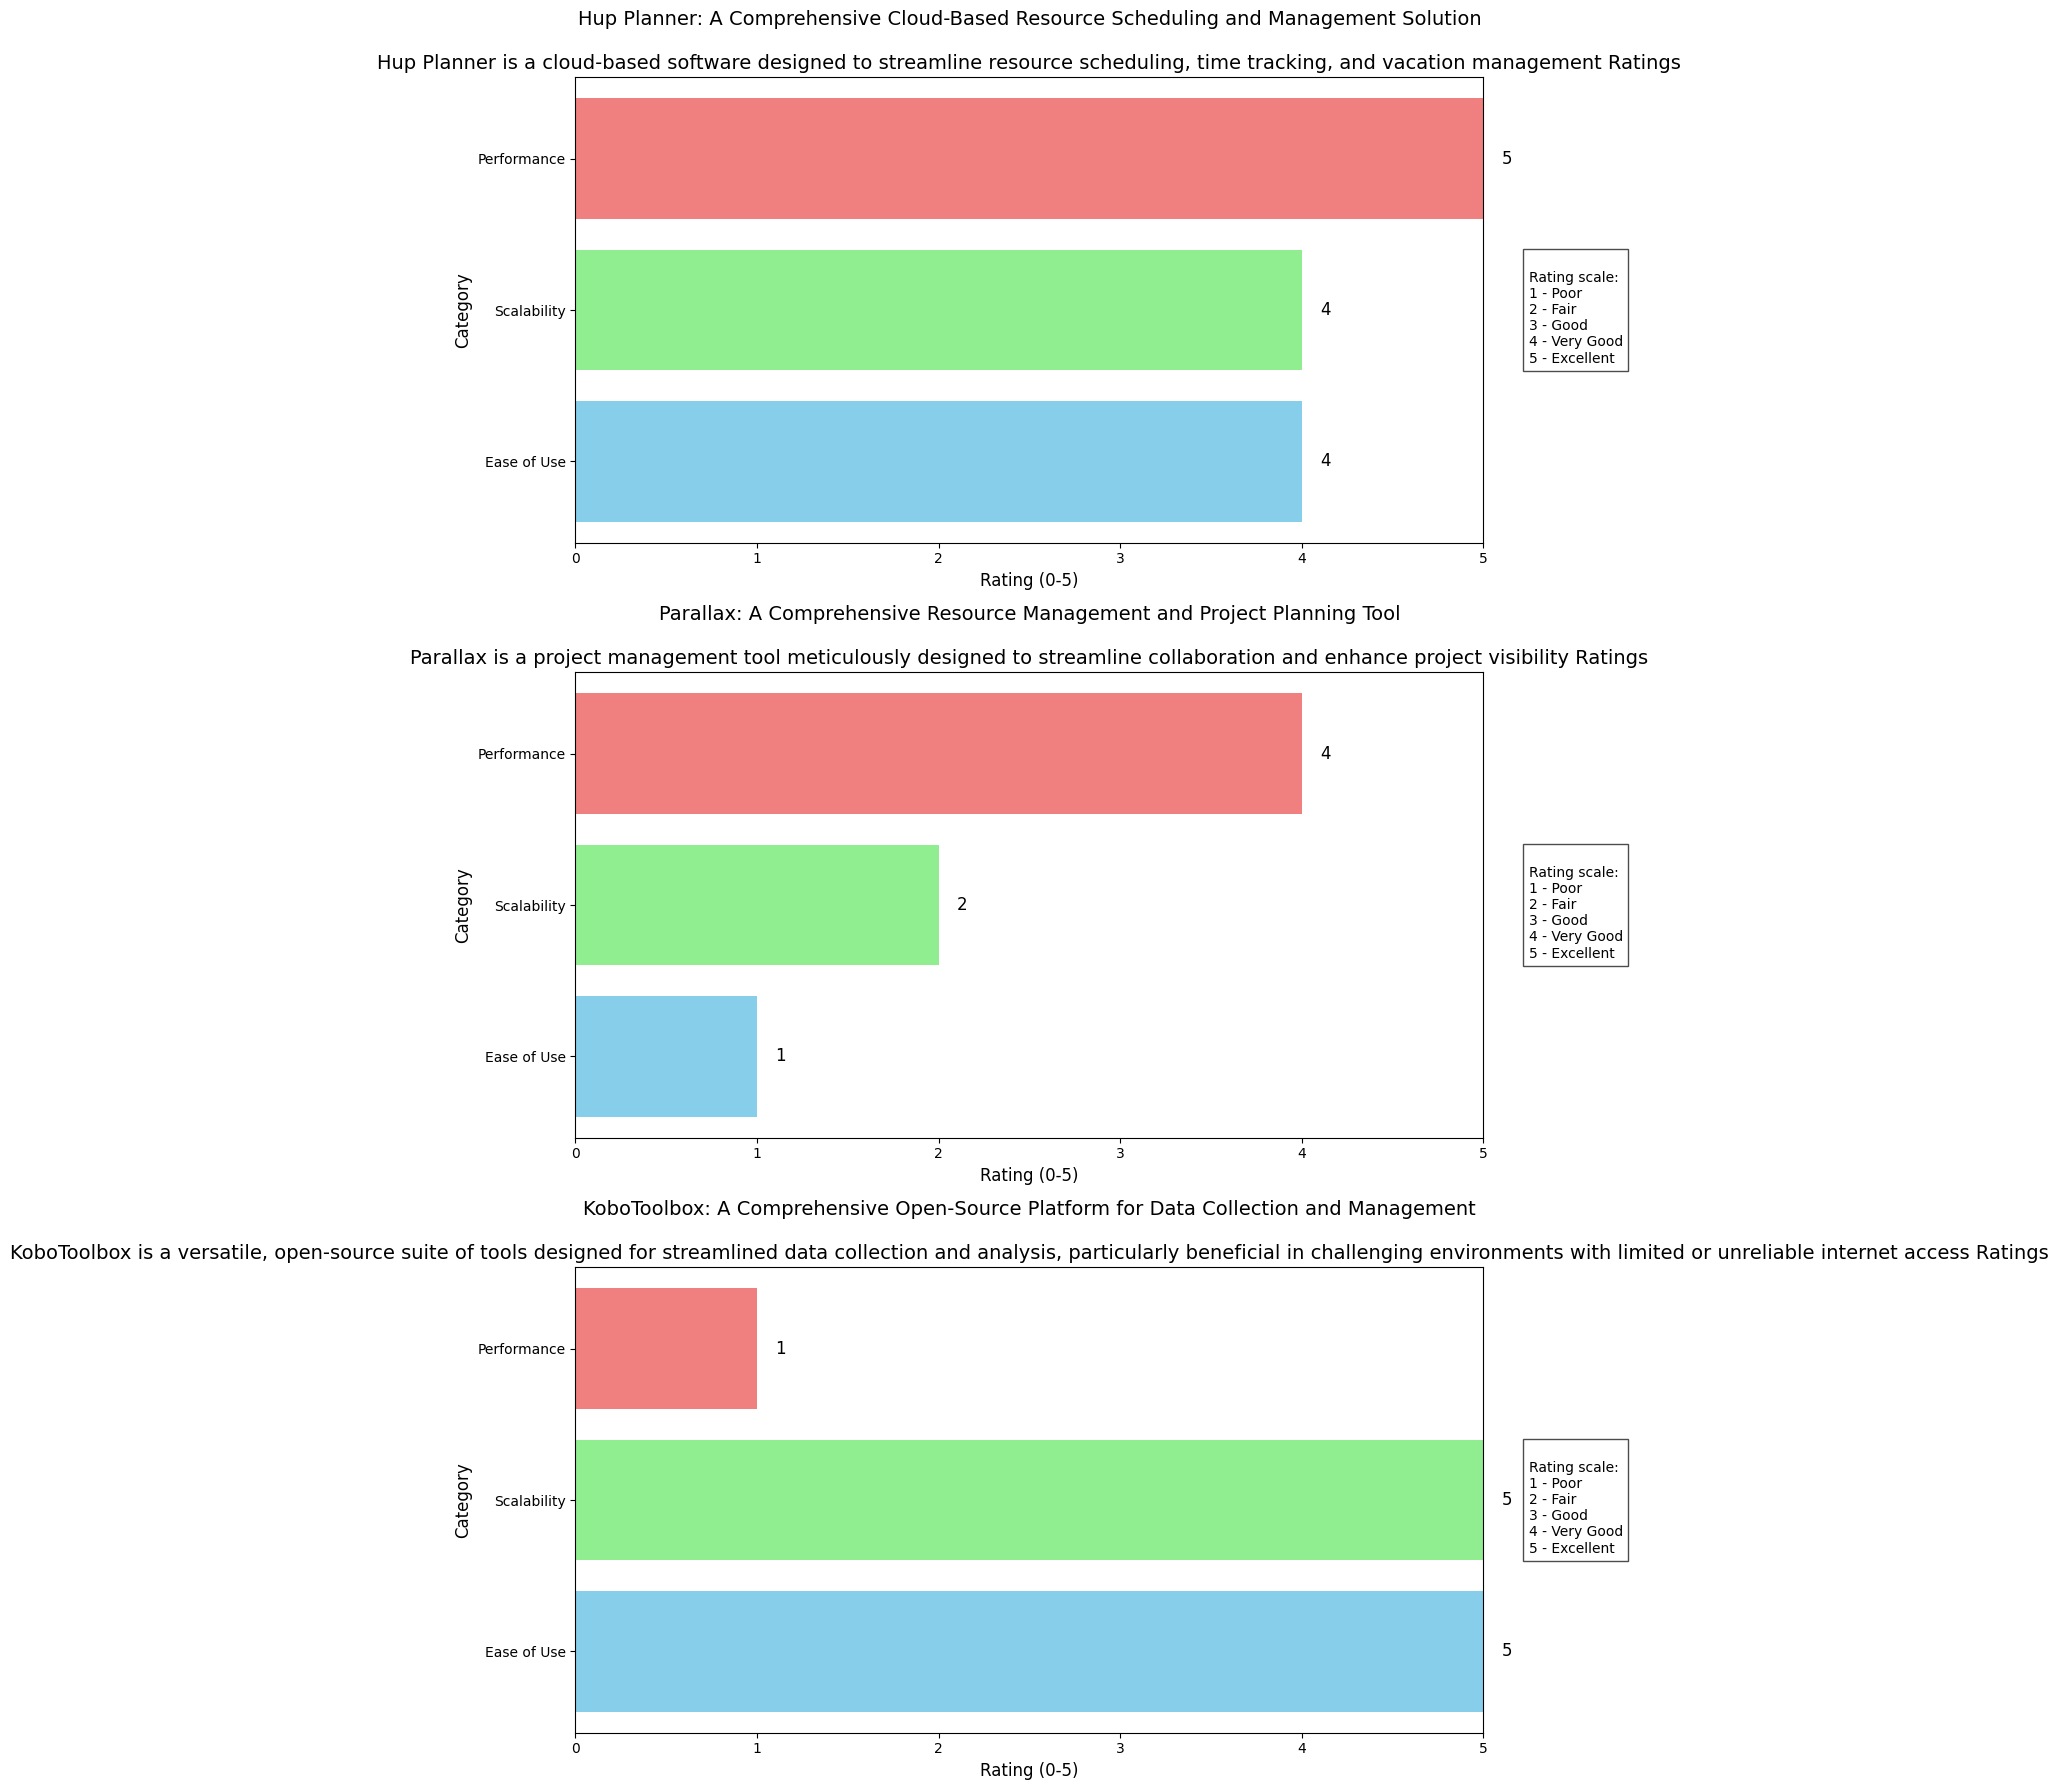 Hup Planner: A Comprehensive Cloud-Based Resource Scheduling and Management Solution
Hup Planner is a cloud-based software designed to streamline resource scheduling, time tracking, and vacation management Ratings
Performance
5
Category
Scalability
4
Rating scale:
1 - Poor
2 - Fair
3 - Good
4 - Very Good
5 - Excellent
Ease of Use
4
0 1 2 3 4 5
Rating (0-5)
Parallax: A Comprehensive Resource Management and Project Planning Tool
Parallax is a project management tool meticulously designed to streamline collaboration and enhance project visibility Ratings
Performance
4
Category
Scalability
2
Rating scale:
1 - Poor
2 - Fair
3 - Good
4 - Very Good
5 - Excellent
Ease of Use
1
0 1 2 3 4 5
Rating (0-5)
KoboToolbox: A Comprehensive Open-Source Platform for Data Collection and Management
KoboToolbox is a versatile, open-source suite of tools designed for streamlined data collection and analysis, particularly beneficial in challenging environments with limited or unreliable internet access Ratings
Performance
1
Category
Scalability
5
Rating scale:
1 - Poor
2 - Fair
3 - Good
4 - Very Good
5 - Excellent
Ease of Use
5
0 1 2 3 4 5
Rating (0-5)